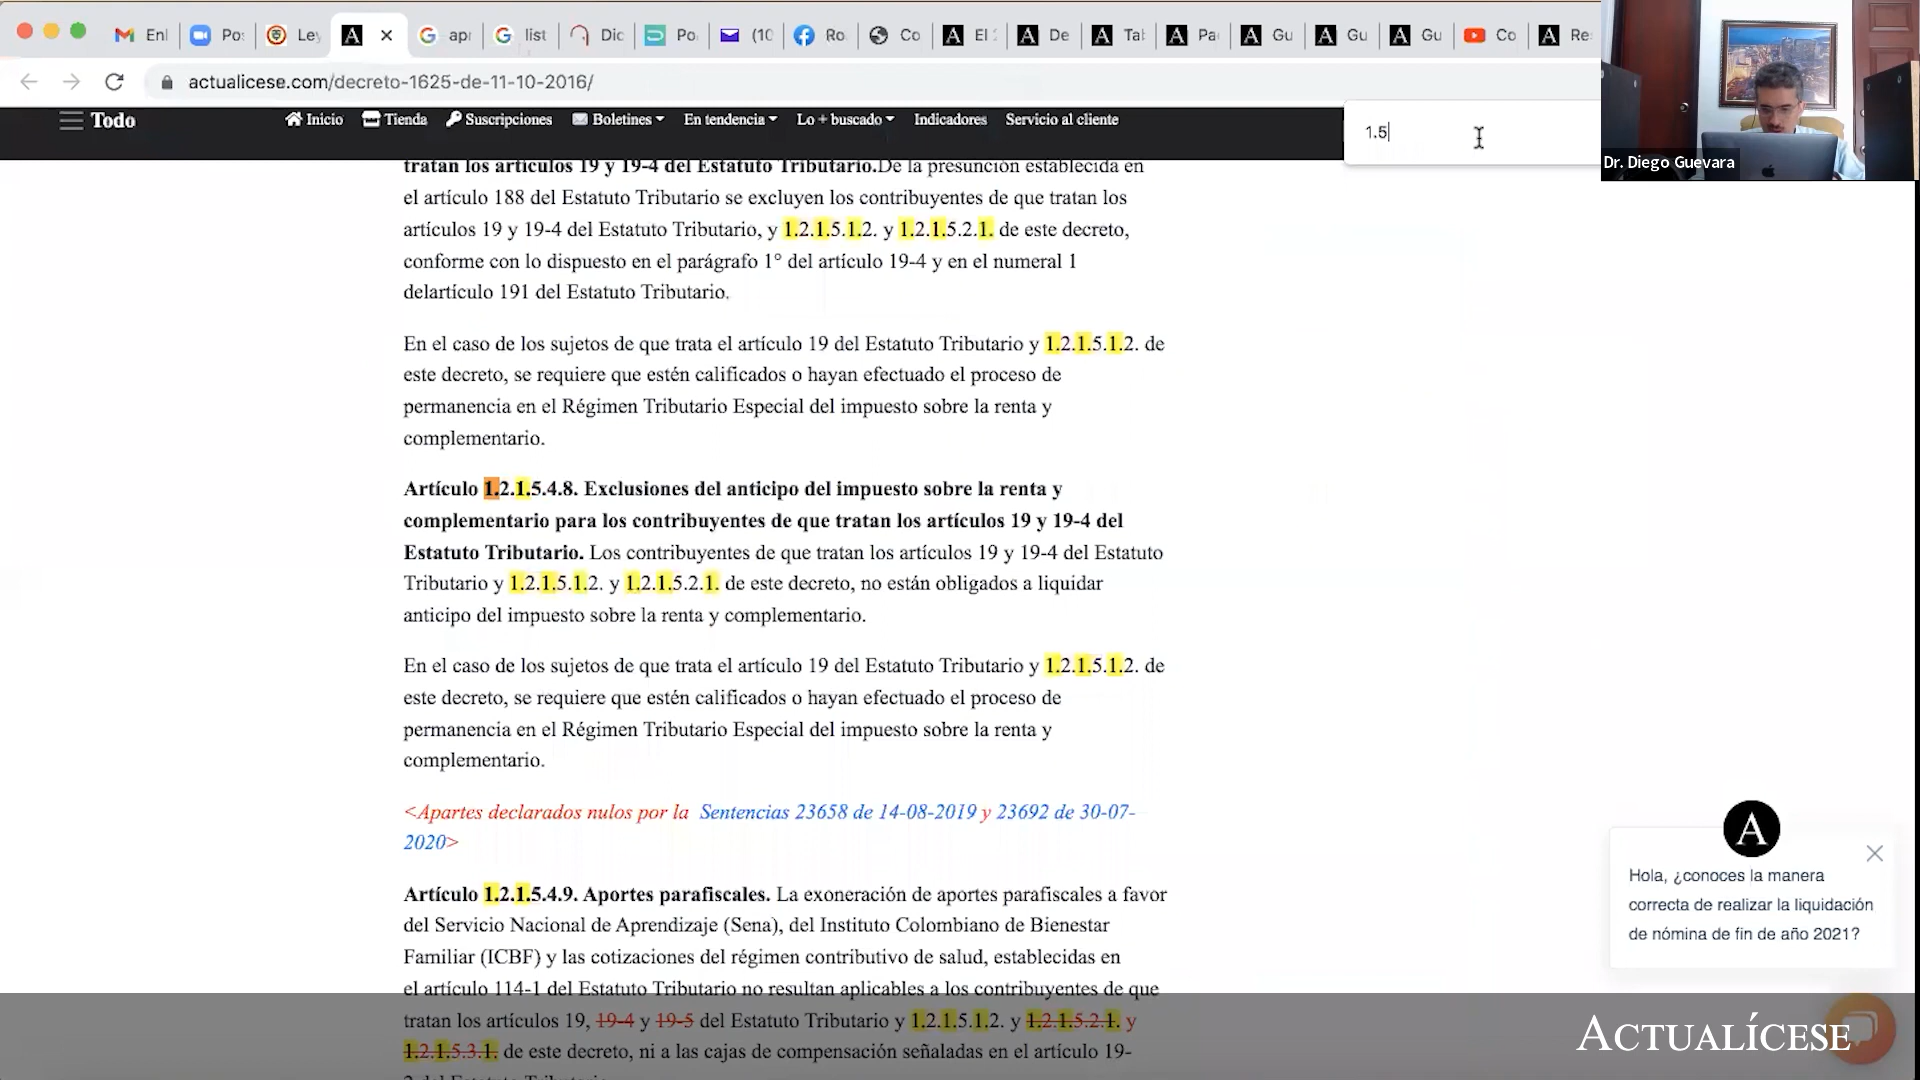 Enl
Po:
Ley
apr
list
Dic
Po
(10
Ro
Co
El :
De
Tal
Pa
Gu
Gu
Gu
Co
Re:
actualicese.com/decreto-1625-de-11-10-2016/
Todo
Inicio
Tienda
Suscripciones
Boletines
En tendencia
Lo + buscado
Indicadores
Servicio al cliente
1.5
Dr. Diego Guevara
tratan los artículos 19 y 19-4 del Estatuto Tributario.De la presunción establecida en
el artículo 188 del Estatuto Tributario se excluyen los contribuyentes de que tratan los
artículos 19 y 19-4 del Estatuto Tributario, y 1.2.1.5.1.2. y 1.2.1.5.2.1. de este decreto,
conforme con lo dispuesto en el parágrafo 1° del artículo 19-4 y en el numeral 1
delartículo 191 del Estatuto Tributario.
En el caso de los sujetos de que trata el artículo 19 del Estatuto Tributario y 1.2.1.5.1.2. de
este decreto, se requiere que estén calificados o hayan efectuado el proceso de
permanencia en el Régimen Tributario Especial del impuesto sobre la renta y
complementario.
Artículo 1.2.1.5.4.8. Exclusiones del anticipo del impuesto sobre la renta y
complementario para los contribuyentes de que tratan los artículos 19 y 19-4 del
Estatuto Tributario. Los contribuyentes de que tratan los artículos 19 y 19-4 del Estatuto
Tributario y 1.2.1.5.1.2. y 1.2.1.5.2.1. de este decreto, no están obligados a liquidar
anticipo del impuesto sobre la renta y complementario.
En el caso de los sujetos de que trata el artículo 19 del Estatuto Tributario y 1.2.1.5.1.2. de
este decreto, se requiere que estén calificados o hayan efectuado el proceso de
permanencia en el Régimen Tributario Especial del impuesto sobre la renta y
complementario.
<Apartes declarados nulos por la Sentencias 23658 de 14-08-2019 y 23692 de 30-07-
2020>
Artículo 1.2.1.5.4.9. Aportes parafiscales. La exoneración de aportes parafiscales a favor
del Servicio Nacional de Aprendizaje (Sena), del Instituto Colombiano de Bienestar
Familiar (ICBF) y las cotizaciones del régimen contributivo de salud, establecidas en
el artículo 114-1 del Estatuto Tributario no resultan aplicables a los contribuyentes de que
tratan los artículos 19, 19-4 y 19-5 del Estatuto Tributario y 1.2.1.5.1.2. y 1.2.1.5.2.1. y
1.2.1.5.3.1. de este decreto, ni a las cajas de compensación señaladas en el artículo 19-
Hola, ¿conoces la manera
correcta de realizar la liquidación
de nómina de fin de año 2021?
ACTUALÍCESE